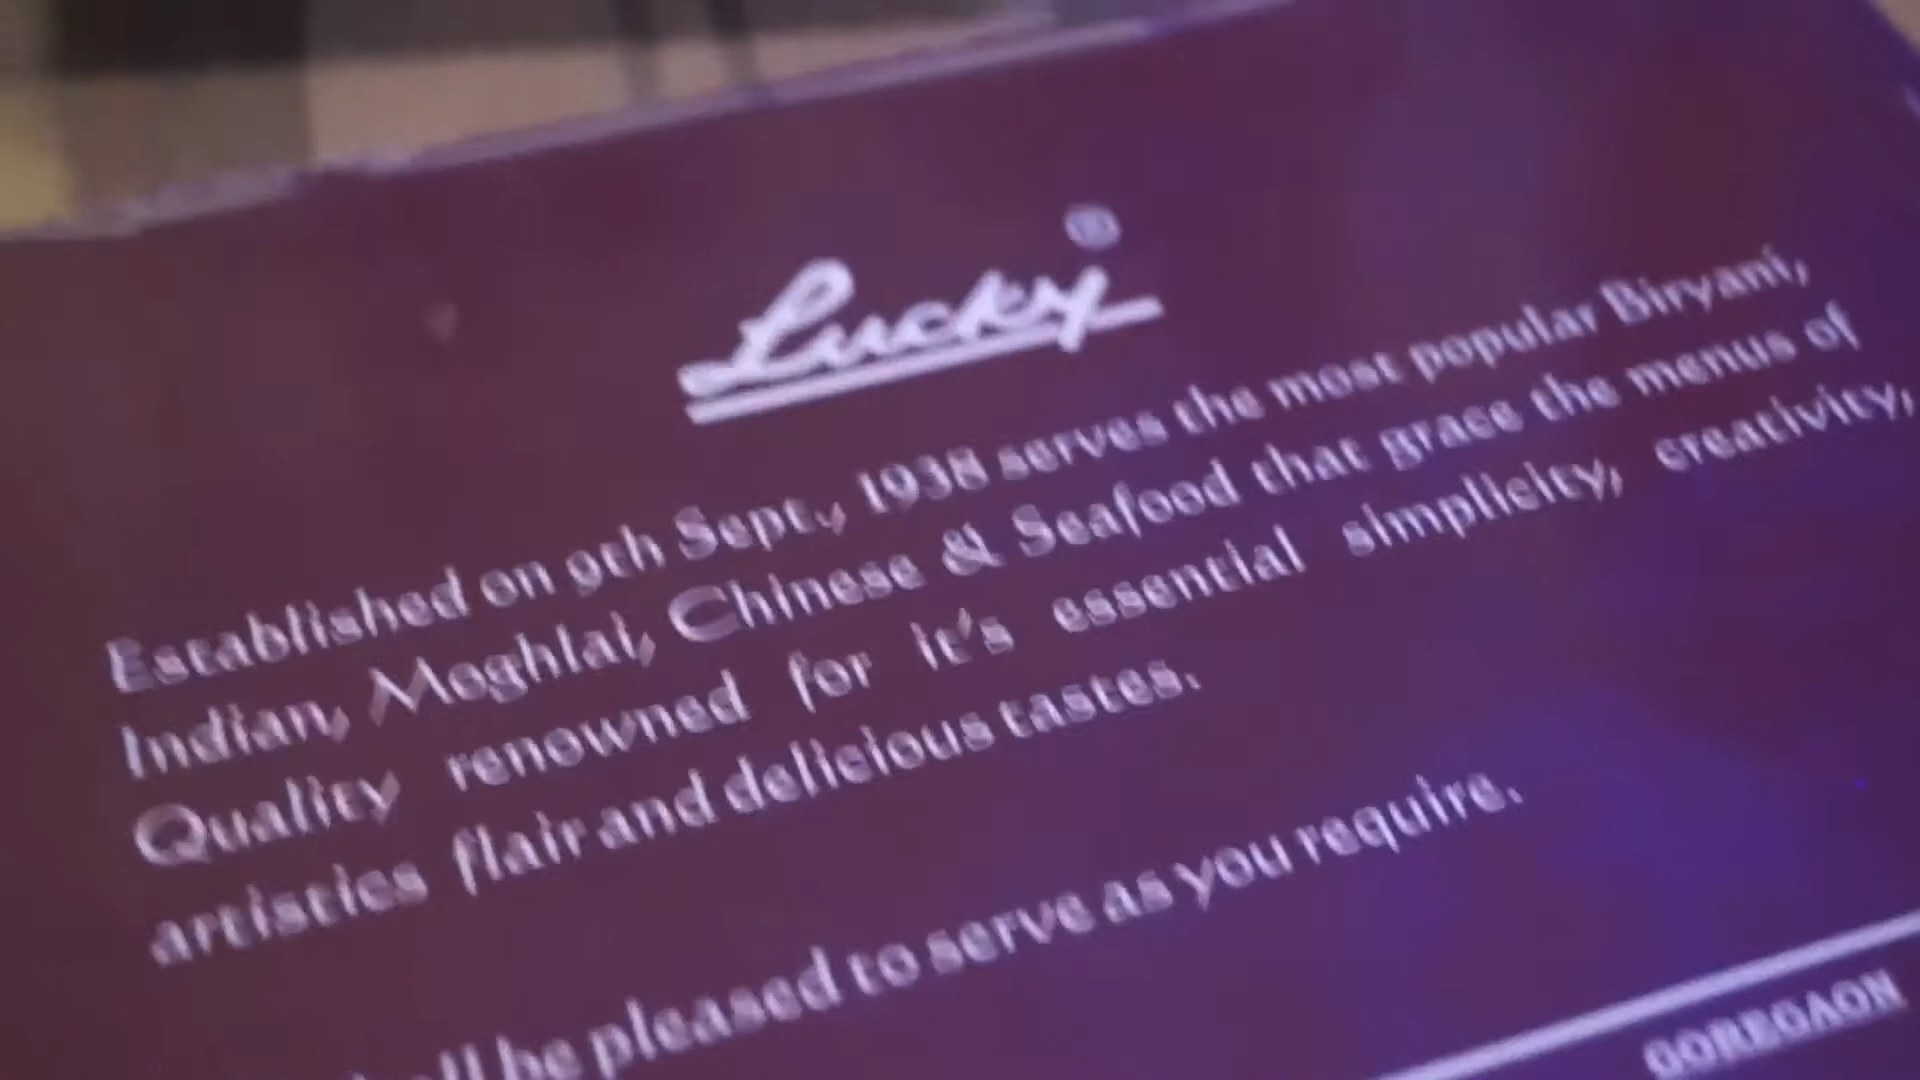 Lucky®
Established on 9th Sept., 1938 serves the most popular Biryani,
Indian, Moghlai, Chinese & Seafood that grace the menus of
Quality renowned for it's essential simplicity, creativity,
artistics flair and delicious tastes.
be pleased to serve as you require.
GOREGAON